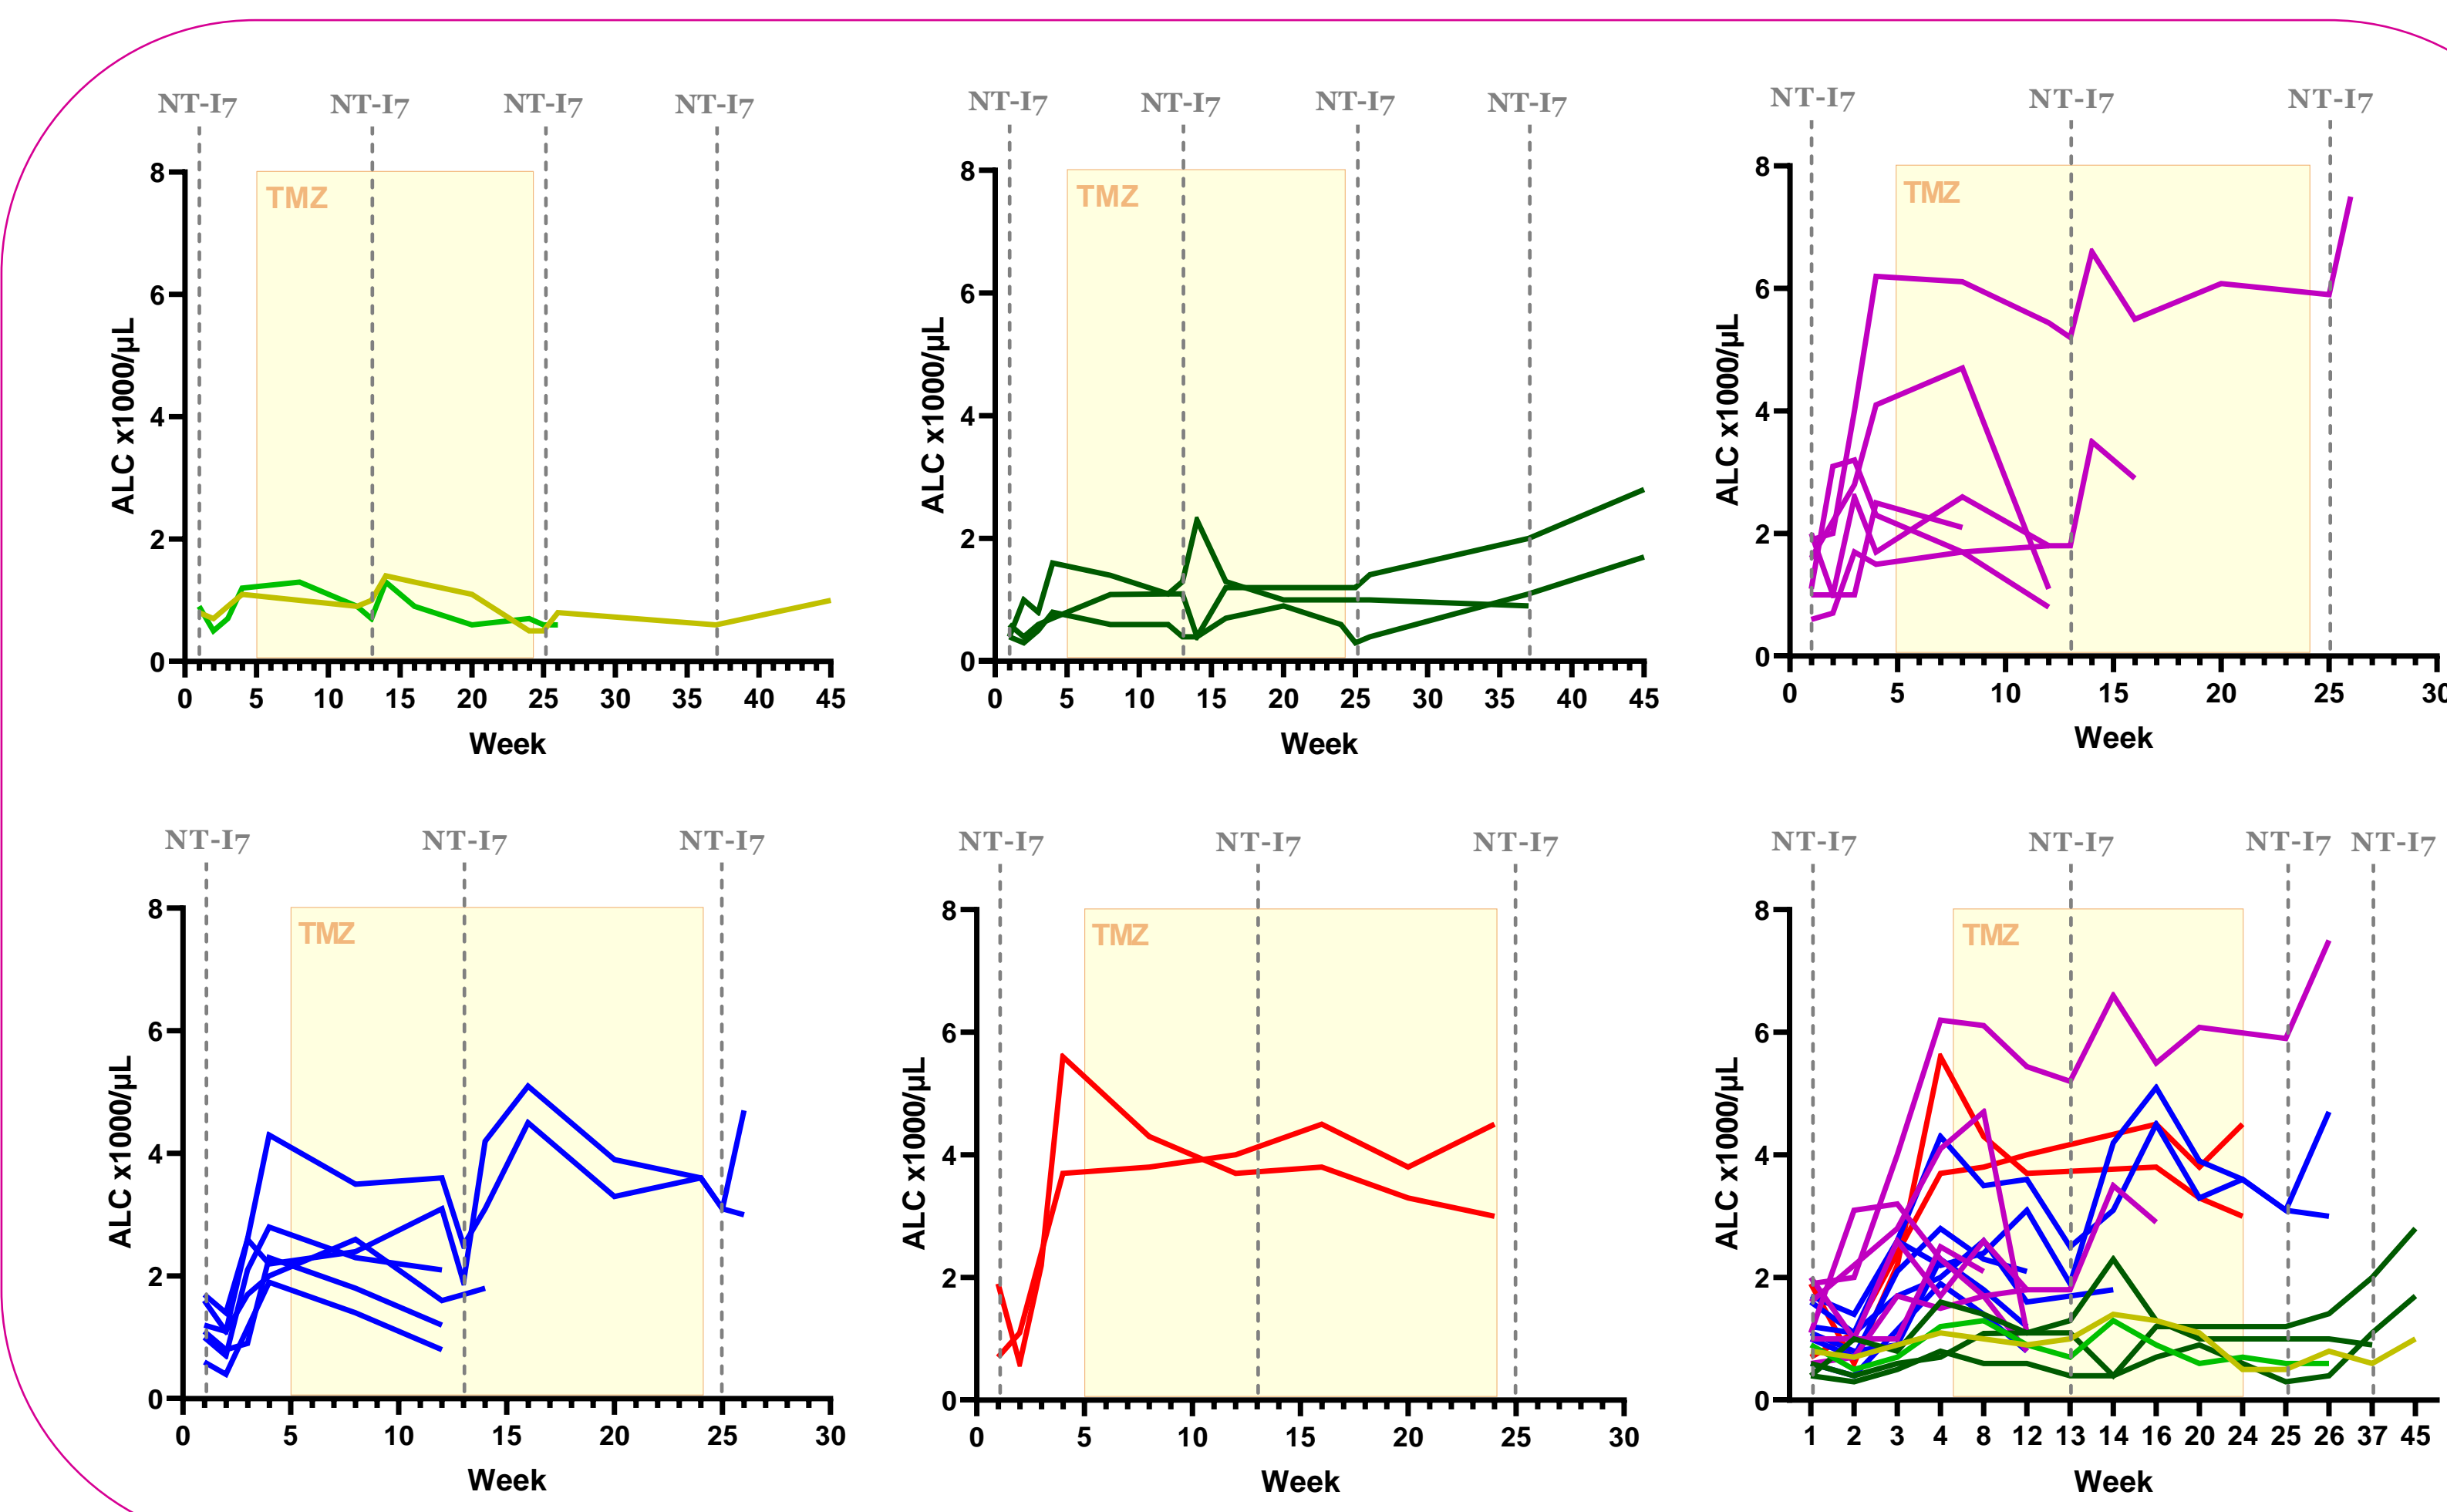 NT-I7 NT-I7 NT-I7 NT-I7
TMZ
8
6
4
2
0
ALC x1000/µL
0 5 10 15 20 25 30 35 40 45
Week
NT-I7 NT-I7 NT-I7 NT-I7
TMZ
8
6
4
2
0
ALC x1000/µL
0 5 10 15 20 25 30 35 40 45
Week
NT-I7 NT-I7 NT-I7
TMZ
8
6
4
2
0
ALC x1000/µL
0 5 10 15 20 25 30
Week
NT-I7 NT-I7 NT-I7
TMZ
8
6
4
2
0
ALC x1000/µL
0 5 10 15 20 25 30
Week
NT-I7 NT-I7 NT-I7
TMZ
8
6
4
2
0
ALC x1000/µL
0 5 10 15 20 25 30
Week
NT-I7 NT-I7 NT-I7 NT-I7
TMZ
8
6
4
2
0
ALC x1000/µL
1 2 3 4 8 12 13 14 16 20 24 25 26 37 45
Week